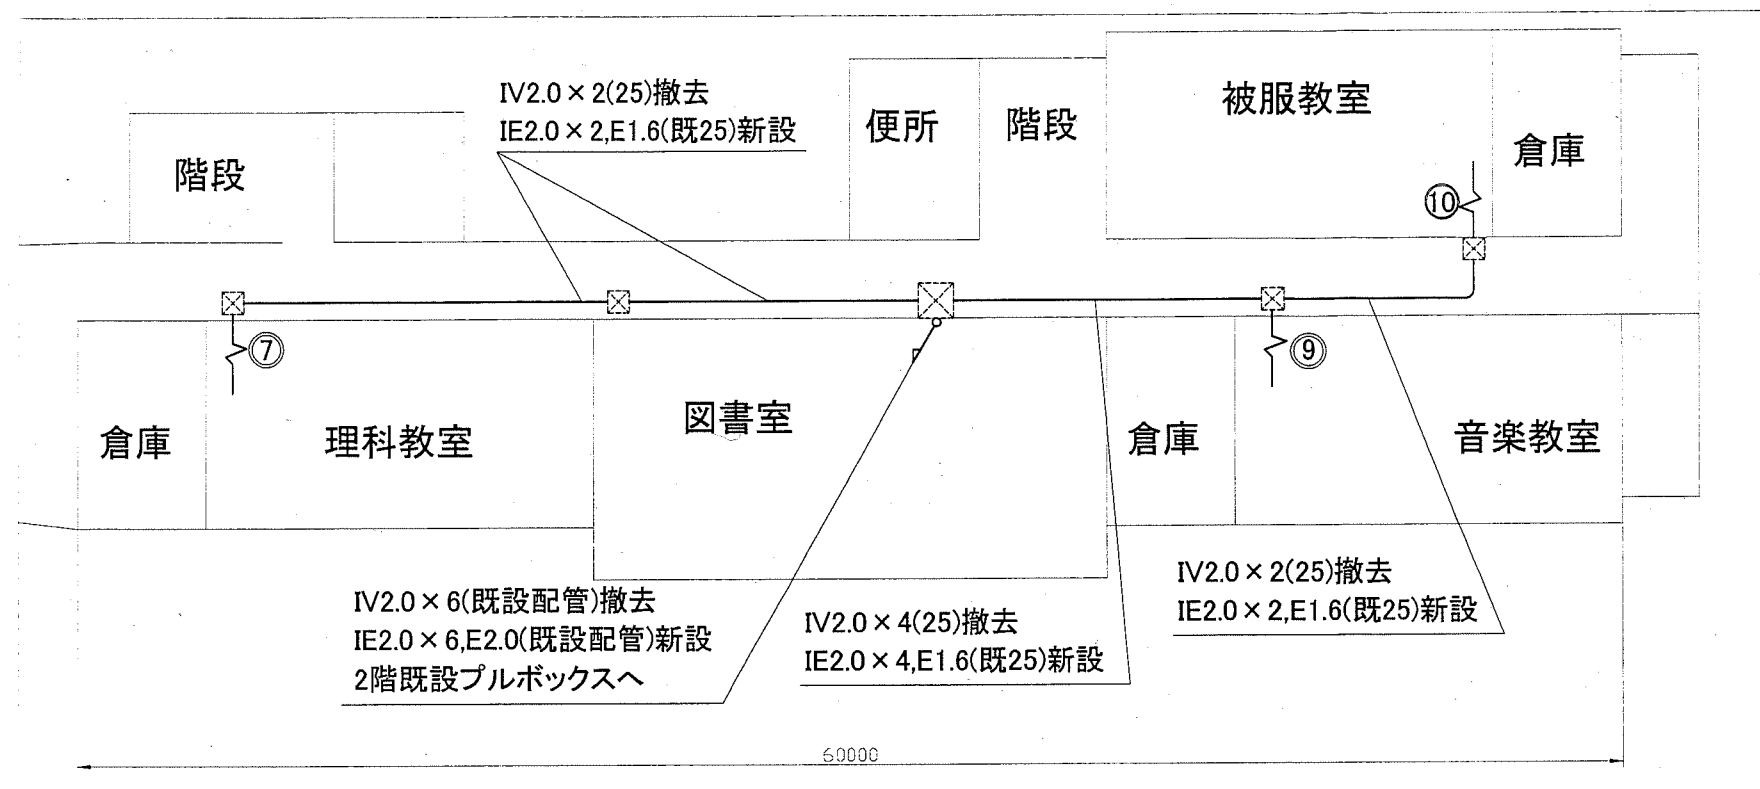 IV2.0×2(25)撤去
IE2.0×2,E1.6(既25)新設
階段
便所
階段
被服教室
倉庫
⑩
⑦
⑨
倉庫
理科教室
図書室
倉庫
音楽教室
IV2.0×6(既設配管)撤去
IE2.0×6,E2.0(既設配管)新設
2階既設プルボックスへ
IV2.0×4(25)撤去
IE2.0×4,E1.6(既25)新設
IV2.0×2(25)撤去
IE2.0×2,E1.6(既25)新設
60000